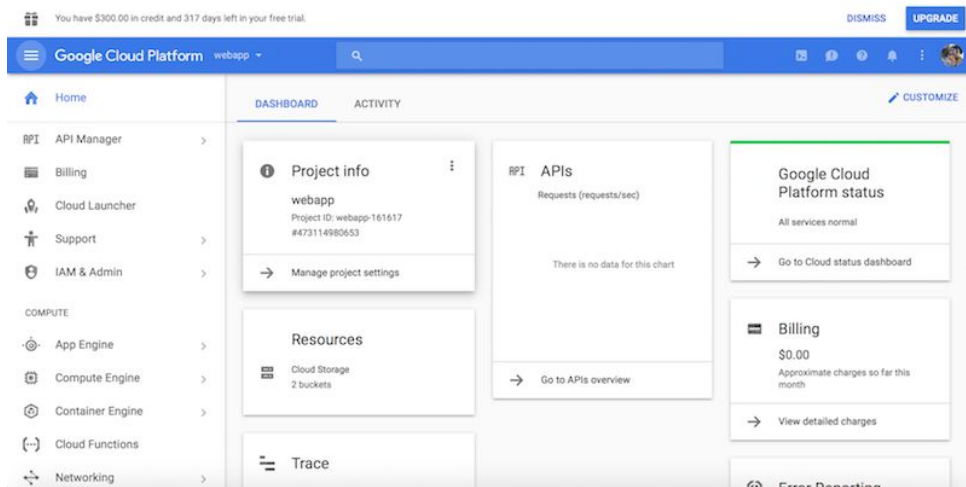 You have $300.00 in credit and 317 days left in your free trial.
DISMISS
UPGRADE
Google Cloud Platform
webapp
Home
API API Manager
Billing
Cloud Launcher
Support
IAM & Admin
COMPUTE
App Engine
Compute Engine
Container Engine
Cloud Functions
Networking
DASHBOARD
ACTIVITY
CUSTOMIZE
Project info
webapp
Project ID: webapp-161617
#473114980653
Manage project settings
Resources
Cloud Storage
2 buckets
Trace
API APIs
Requests (requests/sec)
There is no data for this chart
Go to APIs overview
Google Cloud
Platform status
All services normal
Go to Cloud status dashboard
Billing
$0.00
Approximate charges so far this
month
View detailed charges
Error Reporting